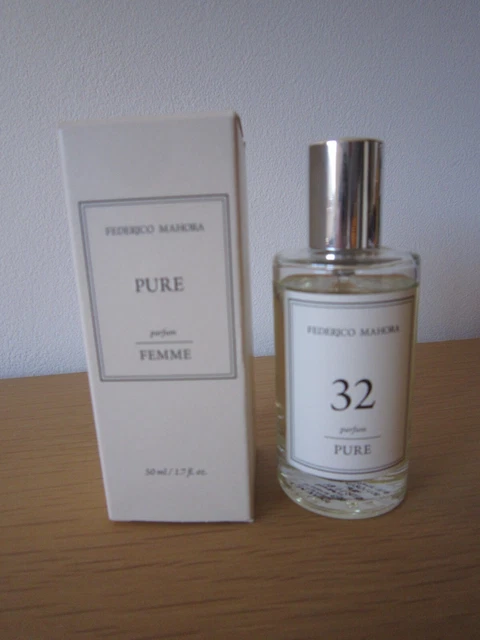 FEDERICO MAHORA
PURE
parfum
FEMME
50 ml / 1.7 fl. oz.
FEDERICO MAHORA
32
parfum
PURE